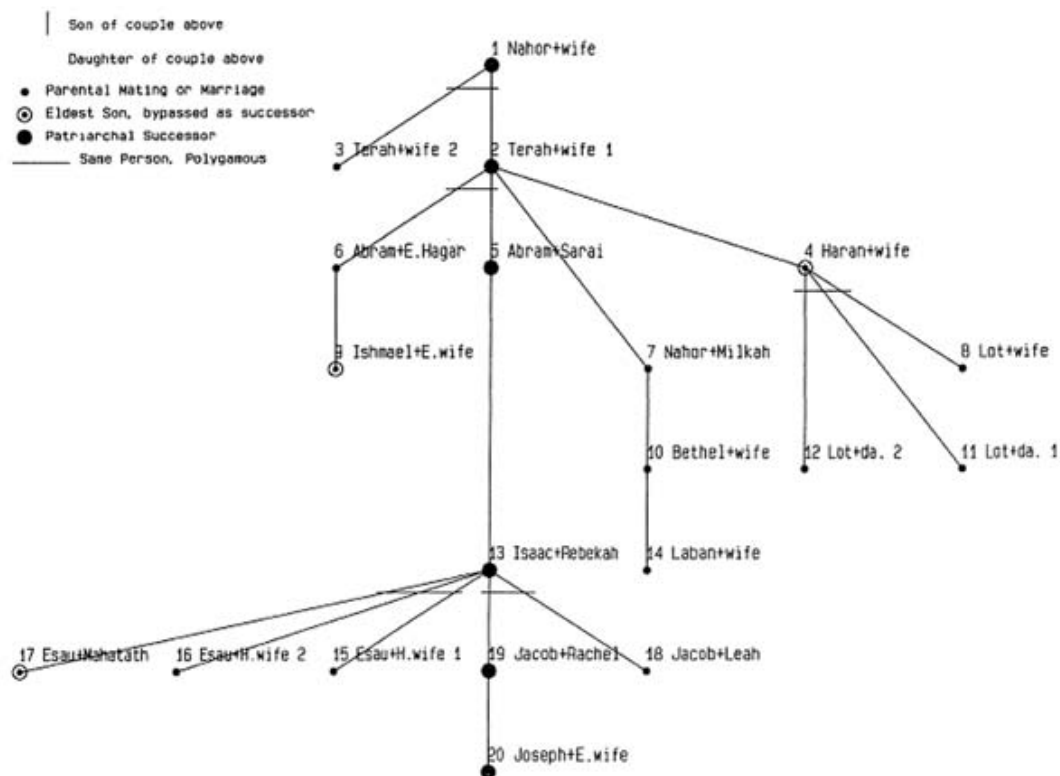 Son of couple above
Daughter of couple above
Parental Mating or Marriage
Eldest Son, bypassed as successor
Patriarchal Successor
Same Person, Polygamous
1 Nahor+wife
3 Terah+wife 2
2 Terah+wife 1
6 Abram+E.Hagar
5 Abram+Sarai
4 Haran+wife
9 Ishmael+E.wife
7 Nahor+Milkah
8 Lot+wife
10 Bethel+wife
12 Lot+da. 2
11 Lot+da. 1
13 Isaac+Rebekah
14 Laban+wife
17 Esau+Mahatath
16 Esau+H.wife 2
15 Esau+H.wife 1
19 Jacob+Rachel
18 Jacob+Leah
20 Joseph+E.wife